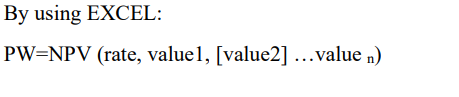 By using EXCEL:
PW=NPV (rate, value1, [value2] …value n)